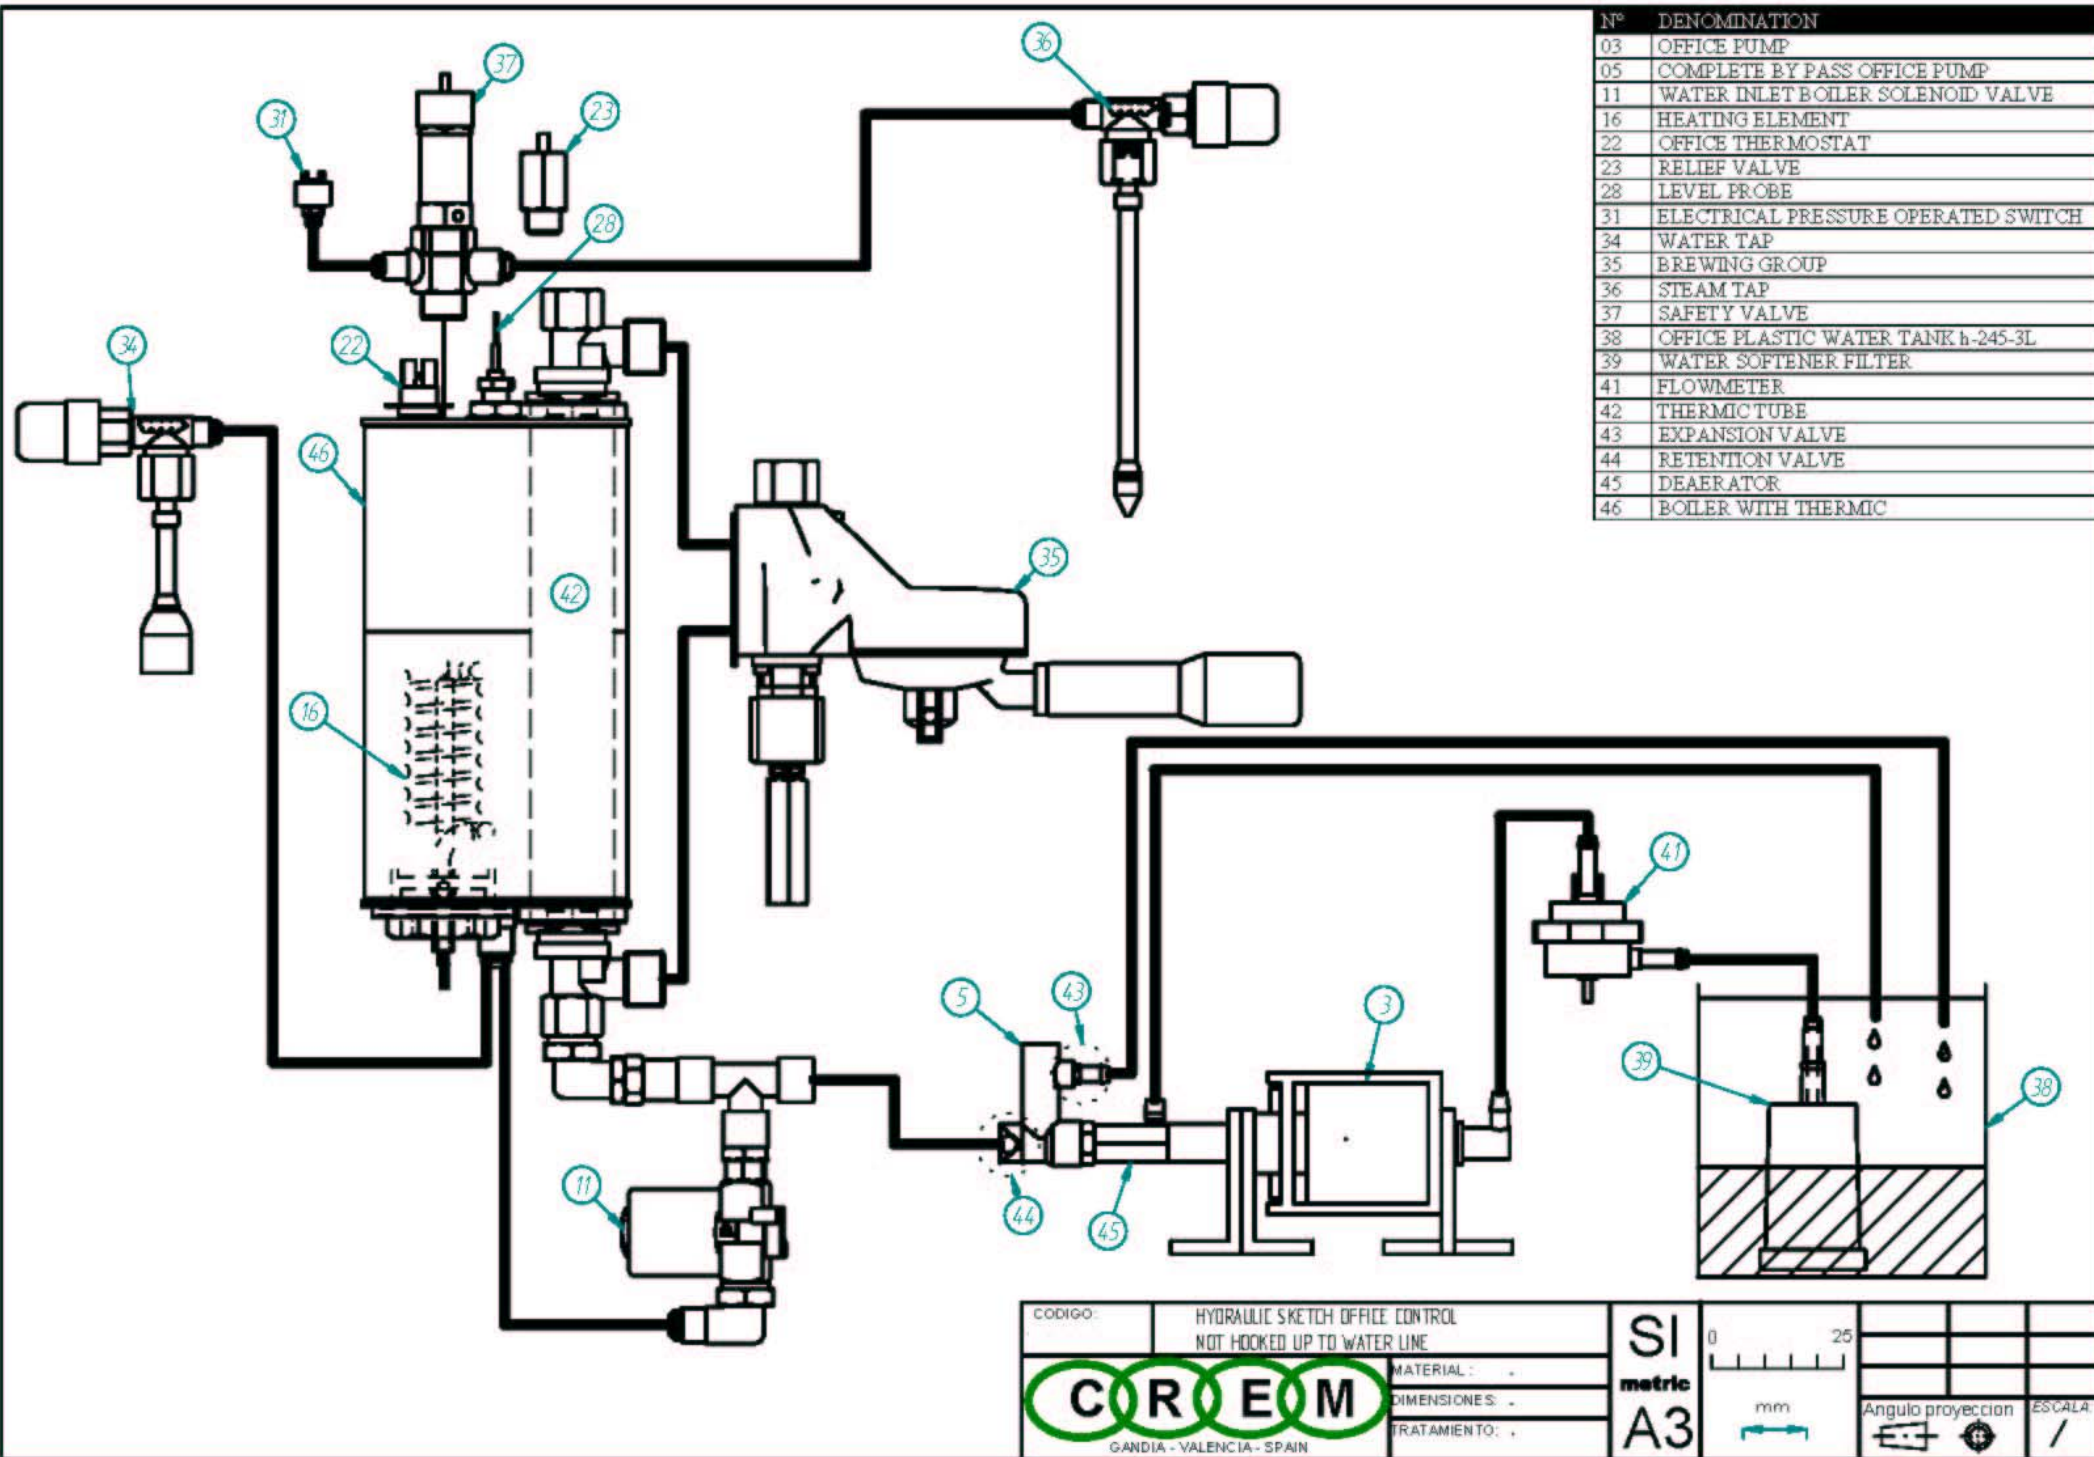 Nº DENOMINATION
03 OFFICE PUMP
05 COMPLETE BY PASS OFFICE PUMP
11 WATER INLET BOILER SOLENOID VALVE
16 HEATING ELEMENT
22 OFFICE THERMOSTAT
23 RELIEF VALVE
28 LEVEL PROBE
31 ELECTRICAL PRESSURE OPERATED SWITCH
34 WATER TAP
35 BREWING GROUP
36 STEAM TAP
37 SAFETY VALVE
38 OFFICE PLASTIC WATER TANK h-245-3L
39 WATER SOFTENER FILTER
41 FLOWMETER
42 THERMIC TUBE
43 EXPANSION VALVE
44 RETENTION VALVE
45 DEAERATOR
46 BOILER WITH THERMIC
36
37
31
23
28
34
22
46
35
42
16
41
5
43
3
39
38
11
44
45
CODIGO:
HYDRAULIC SKETCH OFFICE CONTROL
NOT HOOKED UP TO WATER LINE
CREM
GANDIA - VALENCIA - SPAIN
MATERIAL : .
DIMENSIONES: .
TRATAMIENTO: .
SI
metric
A3
0 25
mm
Angulo proyeccion
ESCALA:
/